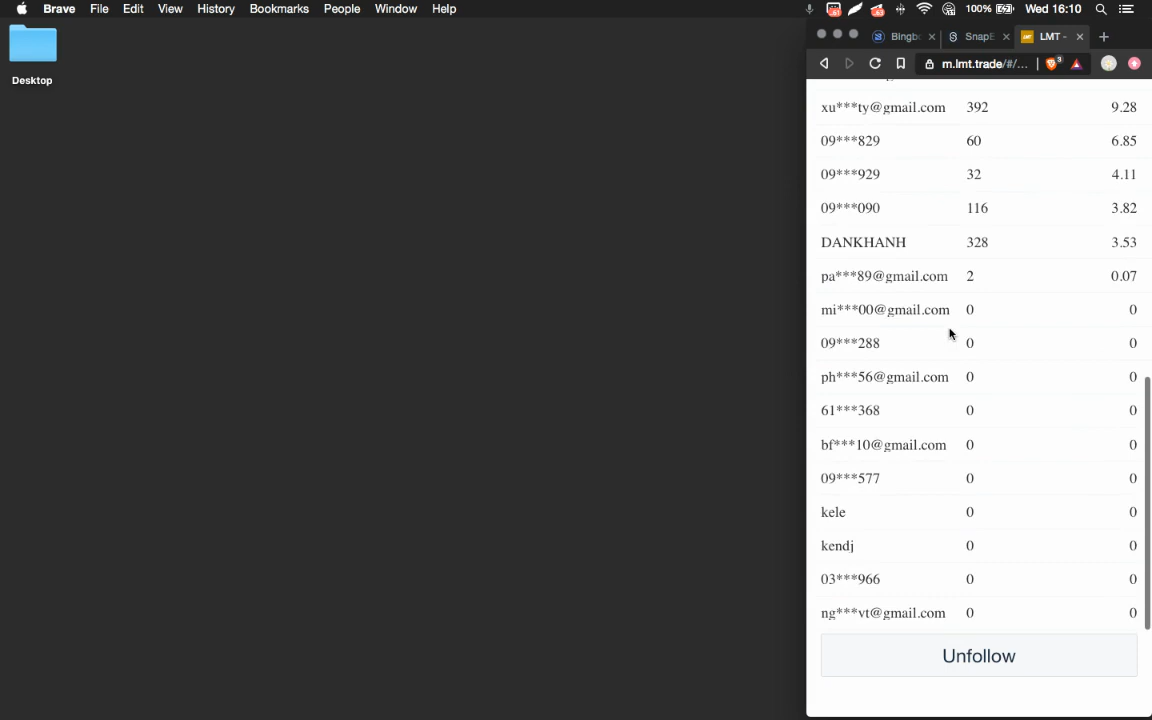 Brave File Edit View History Bookmarks People Window Help
100% Wed 16:10
Desktop
Bingb SnapE LMT -
m.lmt.trade/#/...
xu***ty@gmail.com 392 9.28
09***829 60 6.85
09***929 32 4.11
09***090 116 3.82
DANKHANH 328 3.53
pa***89@gmail.com 2 0.07
mi***00@gmail.com 0 0
09***288 0 0
ph***56@gmail.com 0 0
61***368 0 0
bf***10@gmail.com 0 0
09***577 0 0
kele 0 0
kendj 0 0
03***966 0 0
ng***vt@gmail.com 0 0
Unfollow